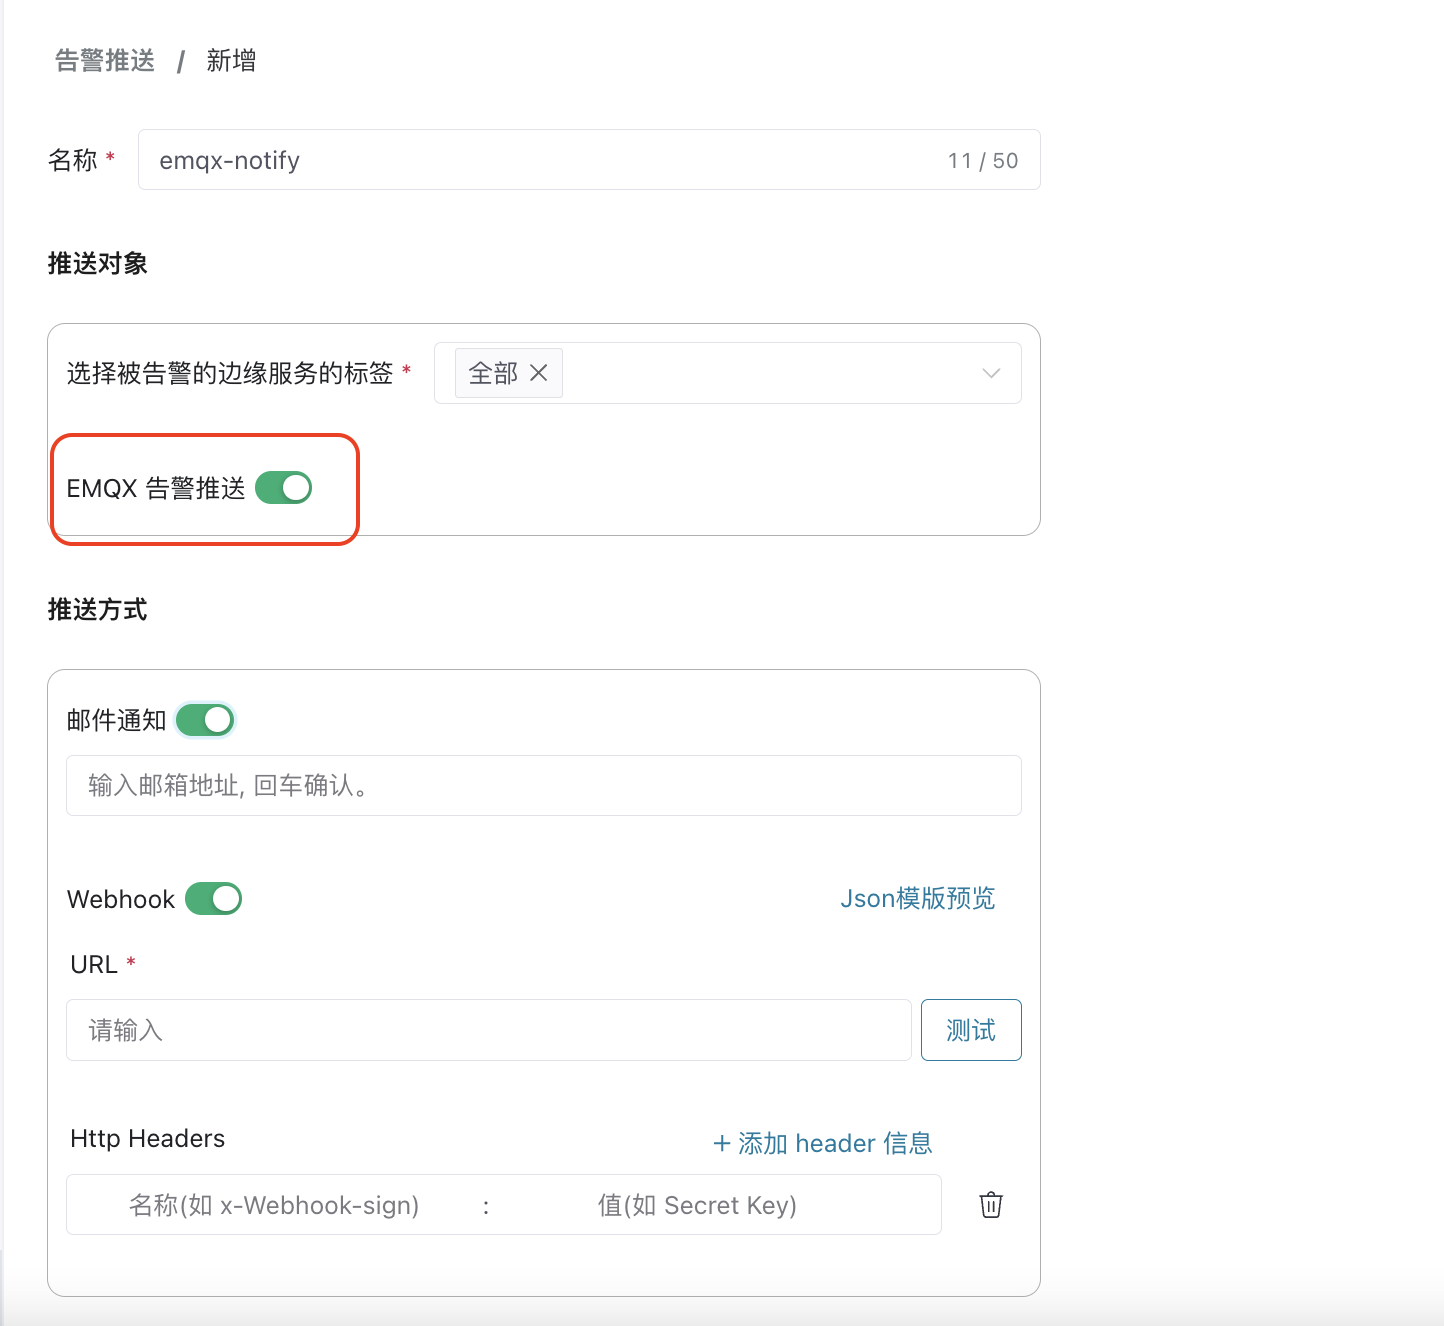 告警推送 / 新增
名称 * emqx-notify 11 / 50
推送对象
选择被告警的边缘服务的标签 * 全部
EMQX 告警推送
推送方式
邮件通知
输入邮箱地址, 回车确认。
Webhook Json模版预览
URL *
请输入 测试
Http Headers + 添加 header 信息
名称(如 x-Webhook-sign) : 值(如 Secret Key)